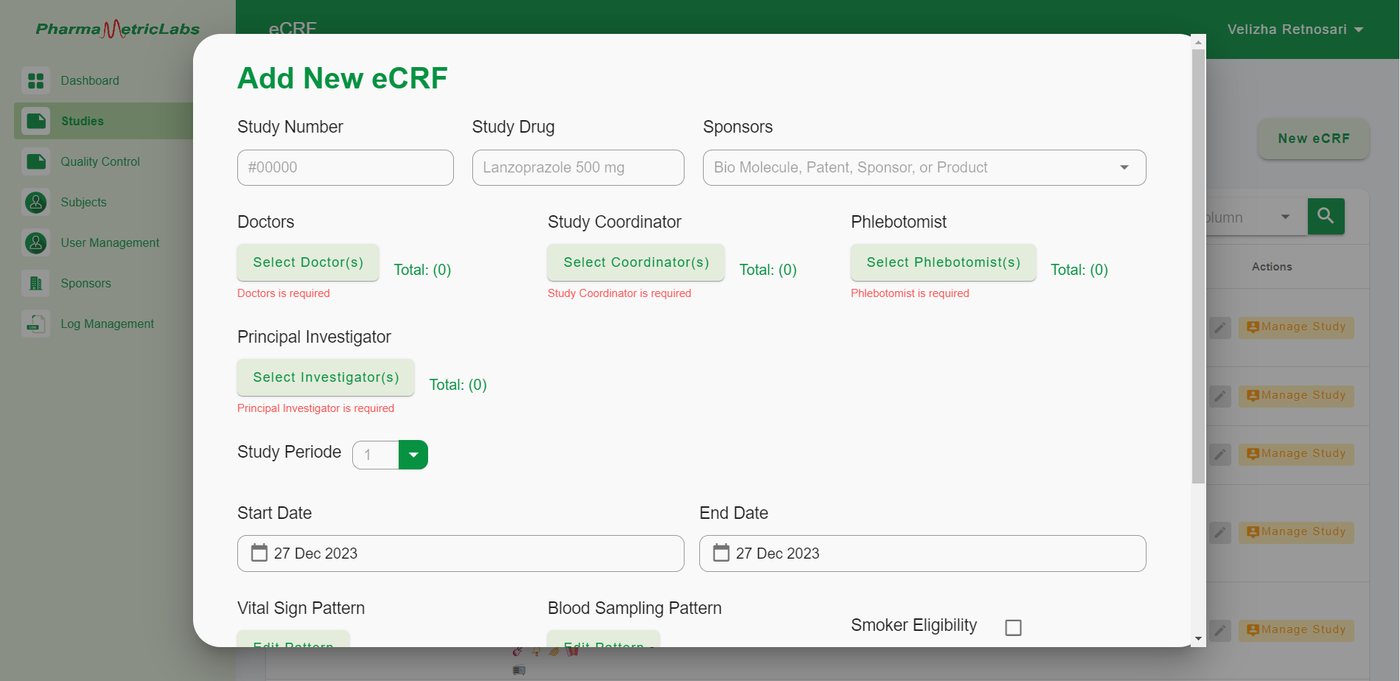 PharmaMetricLabs
eCRF
Velizha Retnosari
Dashboard
Studies
Quality Control
Subjects
User Management
Sponsors
Log Management
New eCRF
Actions
Manage Study
Manage Study
Manage Study
Manage Study
Manage Study
Add New eCRF
Study Number
Study Drug
Sponsors
#00000
Lanzoprazole 500 mg
Bio Molecule, Patent, Sponsor, or Product
Doctors
Study Coordinator
Phlebotomist
Select Doctor(s)
Total: (0)
Select Coordinator(s)
Total: (0)
Select Phlebotomist(s)
Total: (0)
Doctors is required
Study Coordinator is required
Phlebotomist is required
Principal Investigator
Select Investigator(s)
Total: (0)
Principal Investigator is required
Study Periode
1
Start Date
End Date
27 Dec 2023
27 Dec 2023
Vital Sign Pattern
Blood Sampling Pattern
Smoker Eligibility
Edit Pattern
Edit Pattern